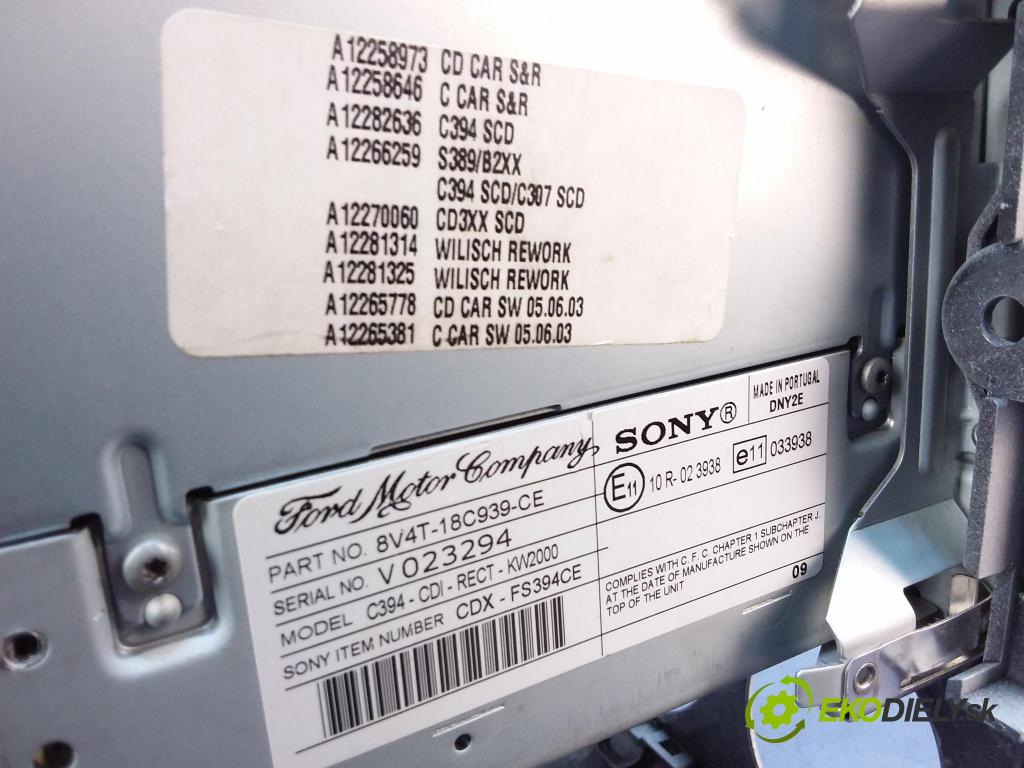 A12258973 CD CAR S&R
A12258646 C CAR S&R
A12282636 C394 SCD
A12266259 S389/B2XX
C394 SCD/C307 SCD
A12270060 CD3XX SCD
A12281314 WILISCH REWORK
A12281325 WILISCH REWORK
A12265778 CD CAR SW 05.06.03
A12265381 C CAR SW 05.06.03
Ford Motor Company,
PART NO. 8V4T-18C939-CE
SERIAL NO. V023294
MODEL C394 - CDI - RECT - KW2000
SONY ITEM NUMBER CDX - FS394CE
SONY®
MADE IN PORTUGAL
DNY2E
E11 10 R- 02 3938 e11 033938
COMPLIES WITH C. F. C. CHAPTER 1 SUBCHAPTER J.
AT THE DATE OF MANUFACTURE SHOWN ON THE
TOP OF THE UNIT
09
EKODIELY.sk